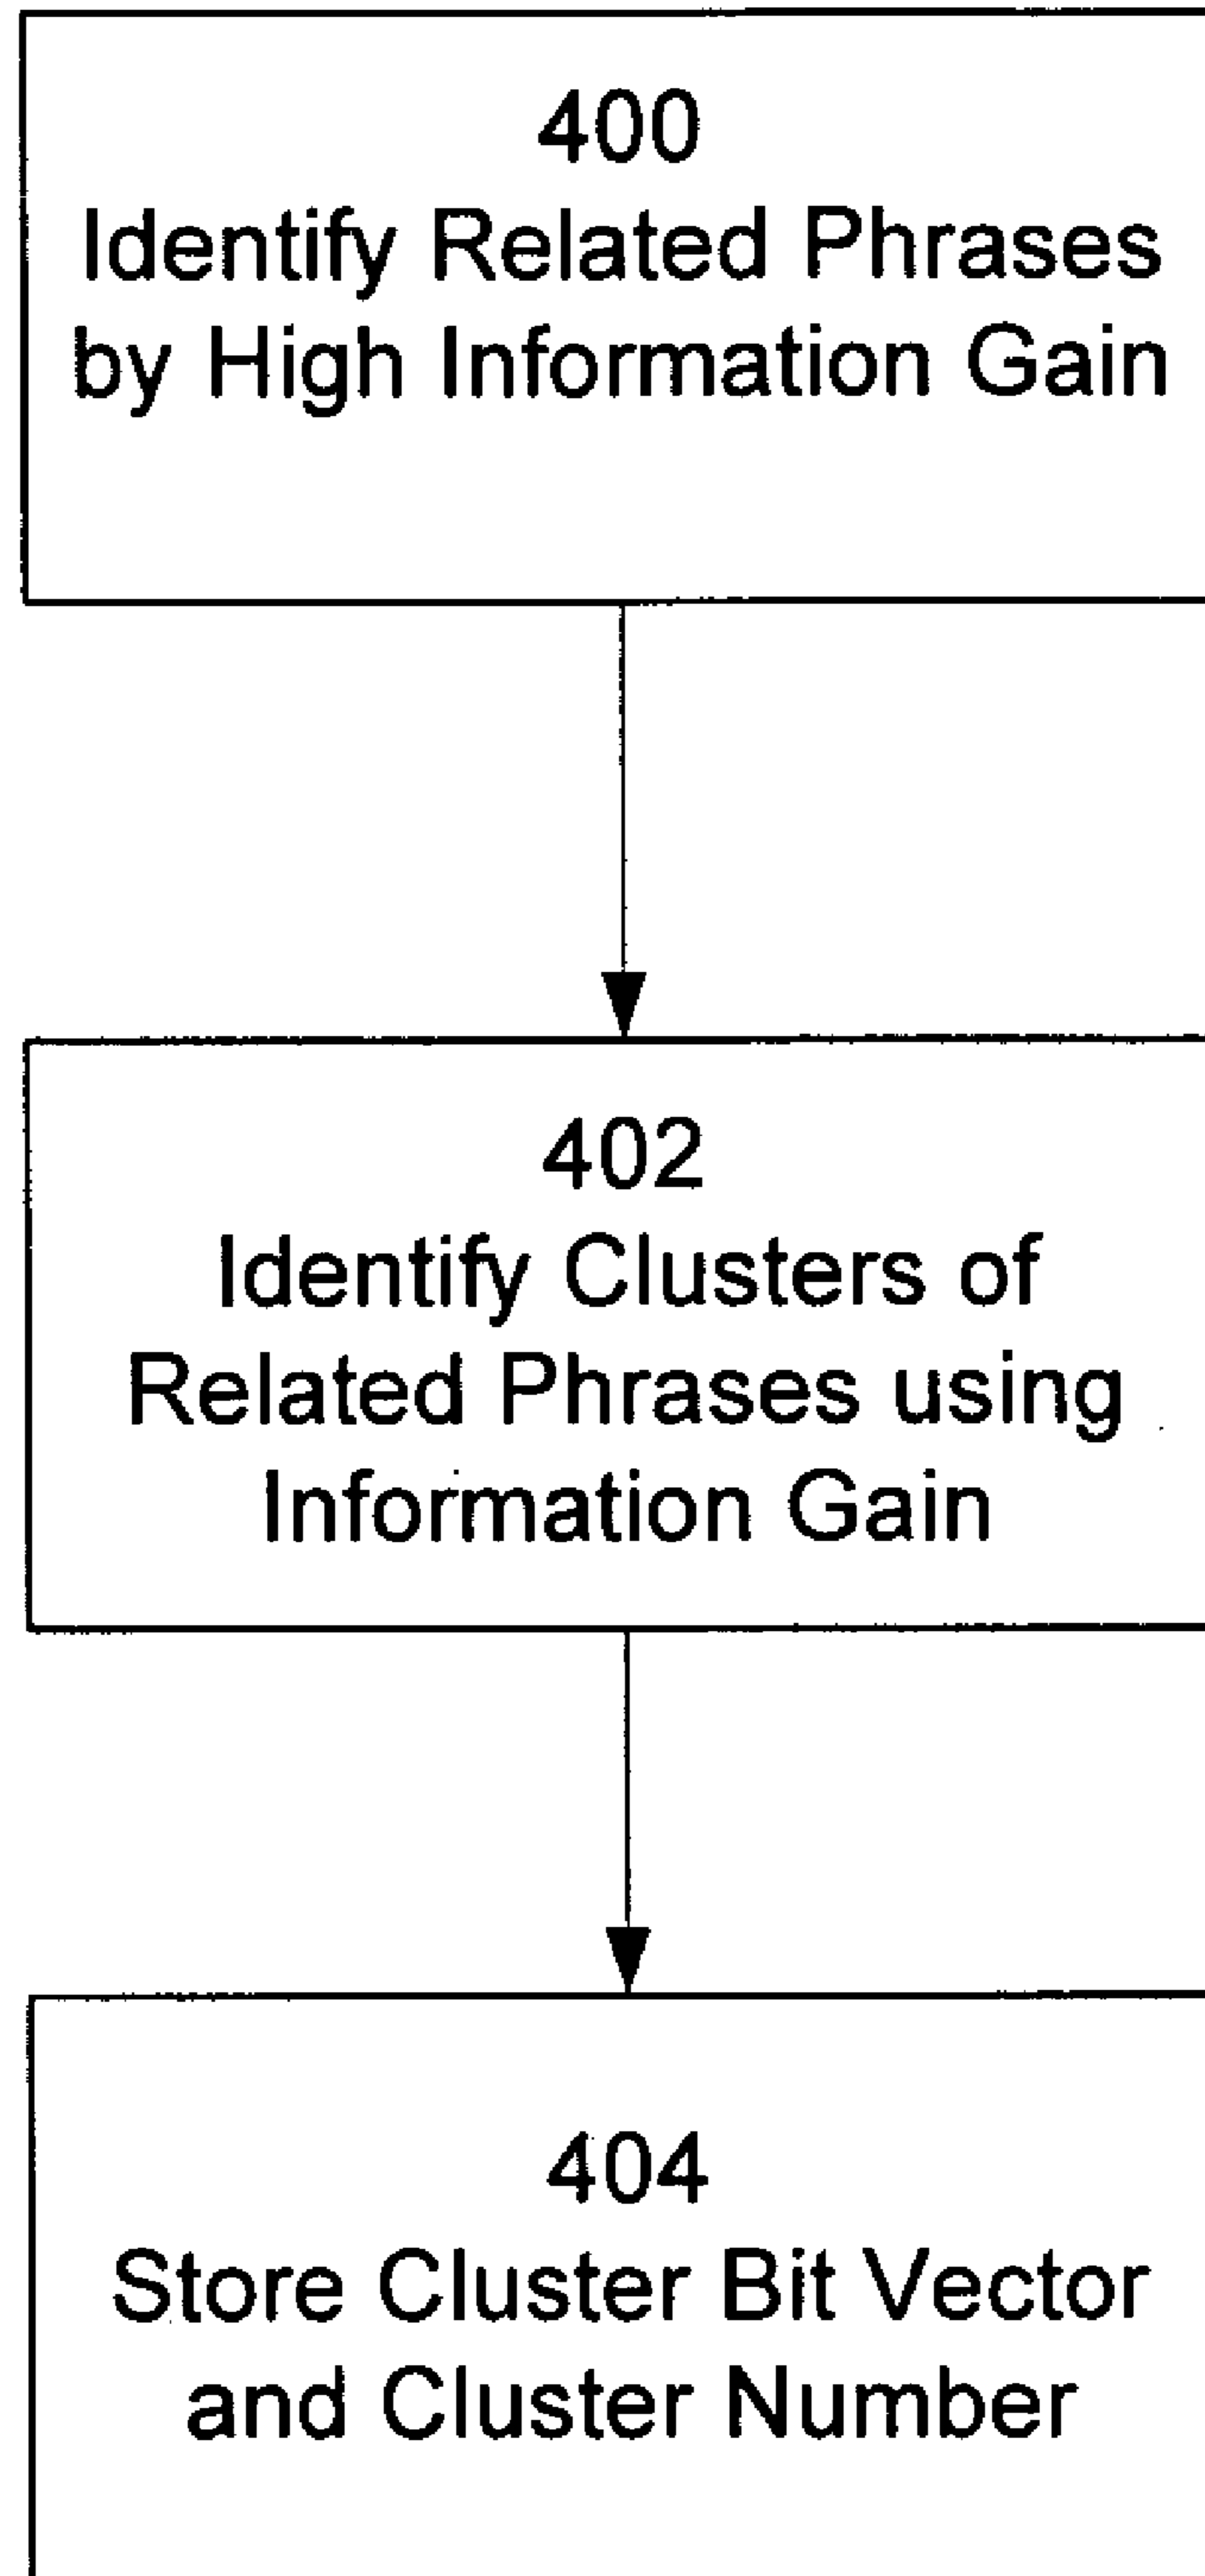 400
Identify Related Phrases
by High Information Gain
402
Identify Clusters of
Related Phrases using
Information Gain
404
Store Cluster Bit Vector
and Cluster Number